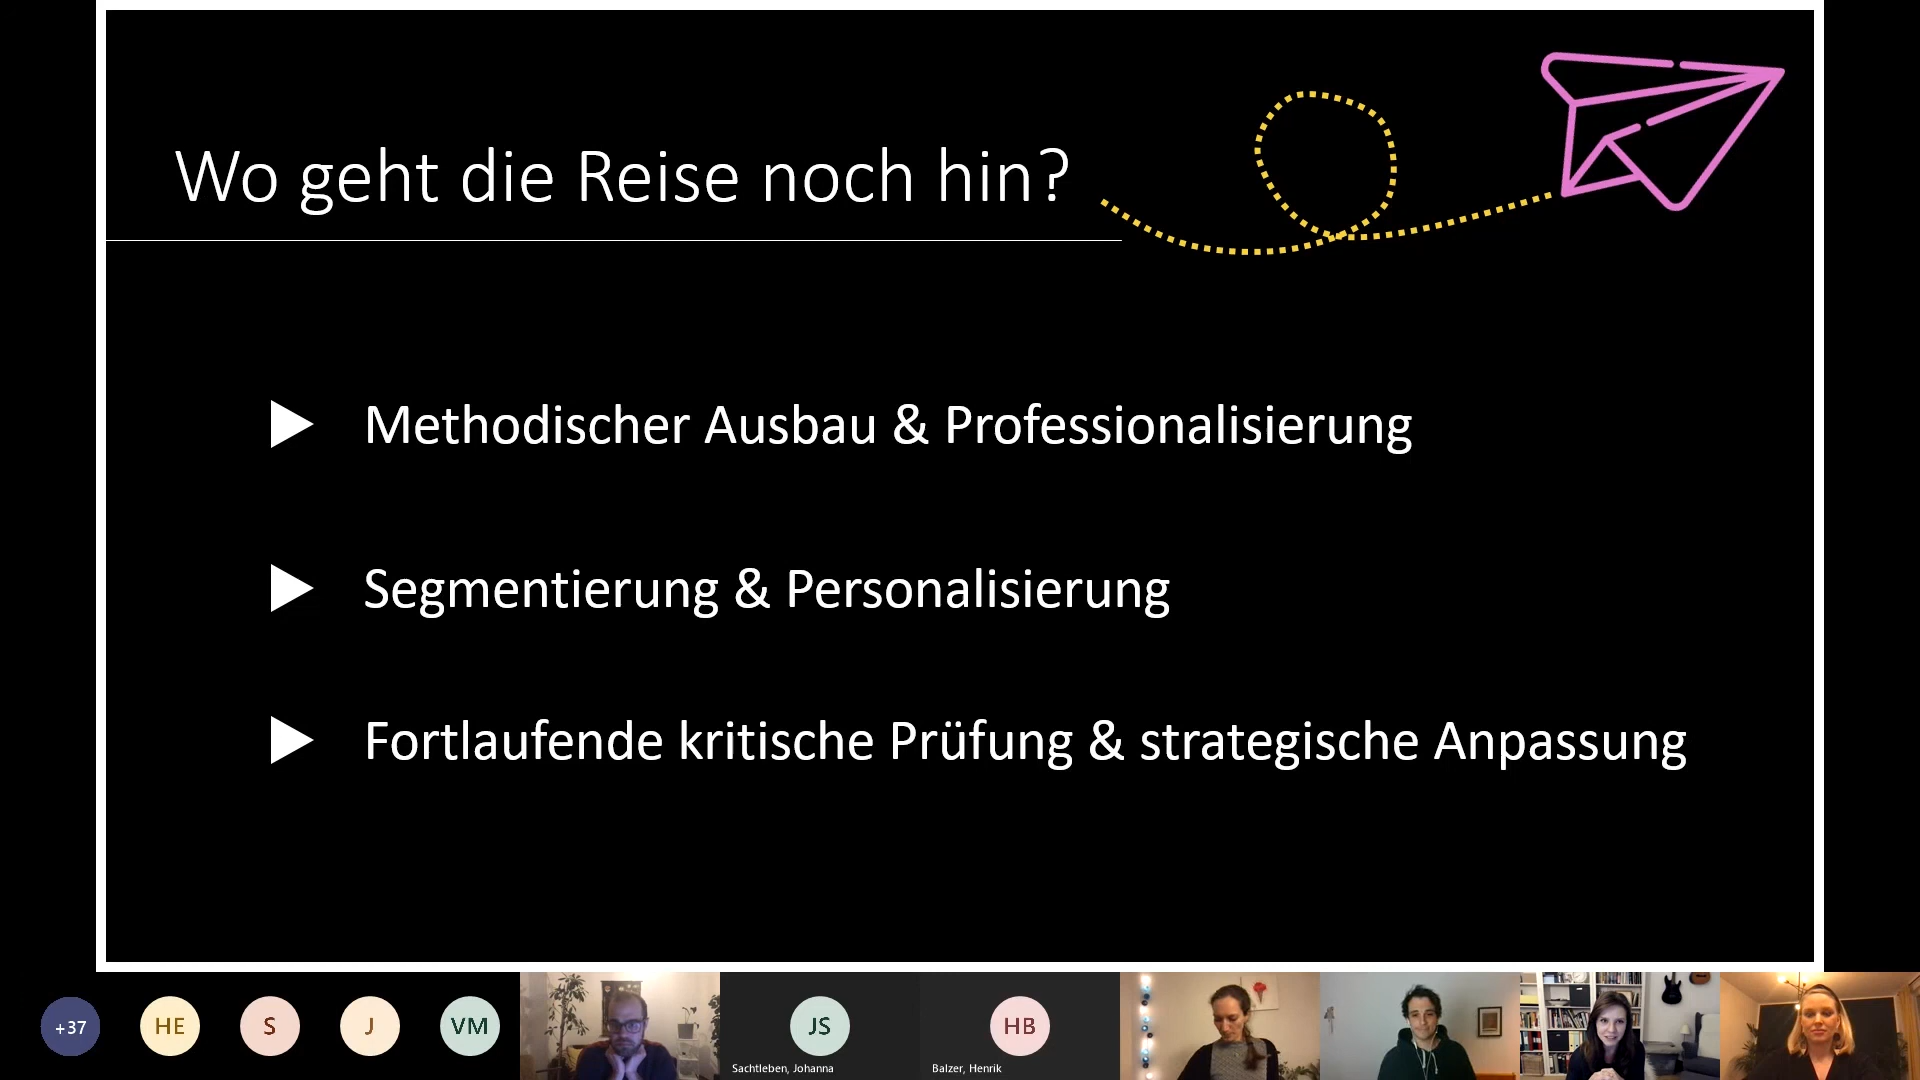 Wo geht die Reise noch hin?
Methodischer Ausbau & Professionalisierung
Segmentierung & Personalisierung
Fortlaufende kritische Prüfung & strategische Anpassung
+37
HE
S
J
VM
JS
Sachtleben, Johanna
HB
Balzer, Henrik